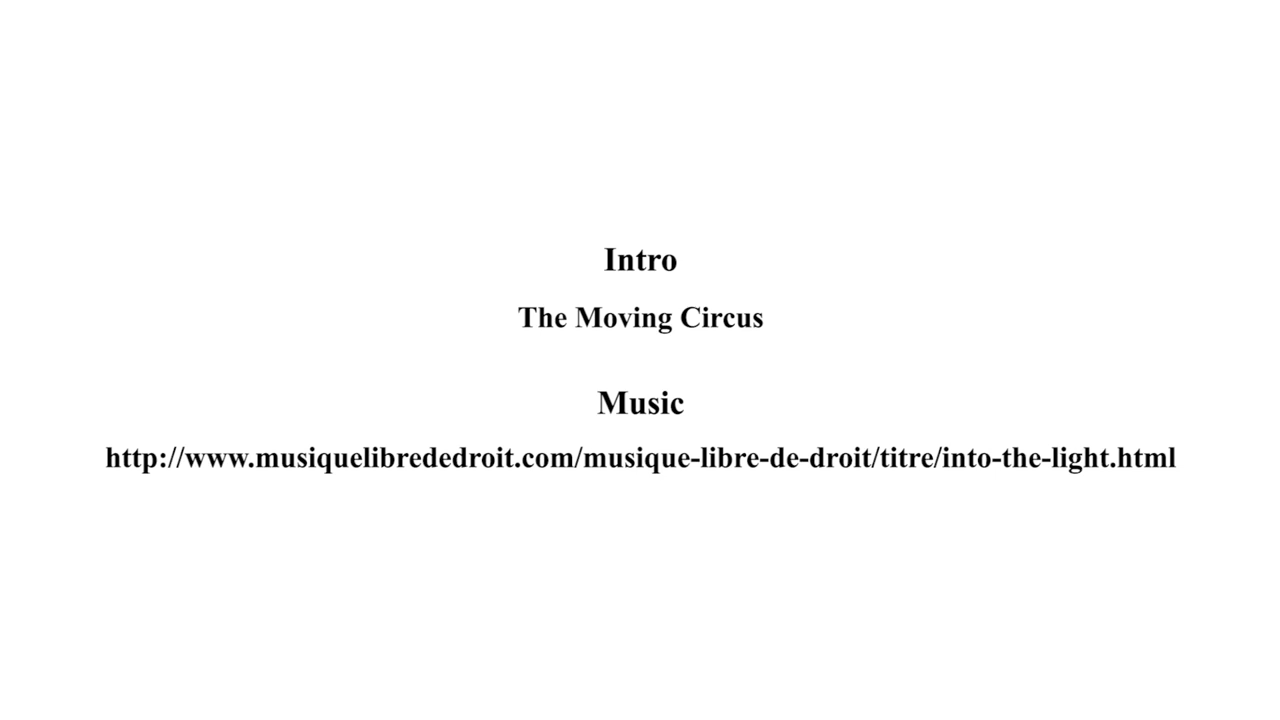 Intro
The Moving Circus
Music
http://www.musiquelibrededroit.com/musique-libre-de-droit/titre/into-the-light.html